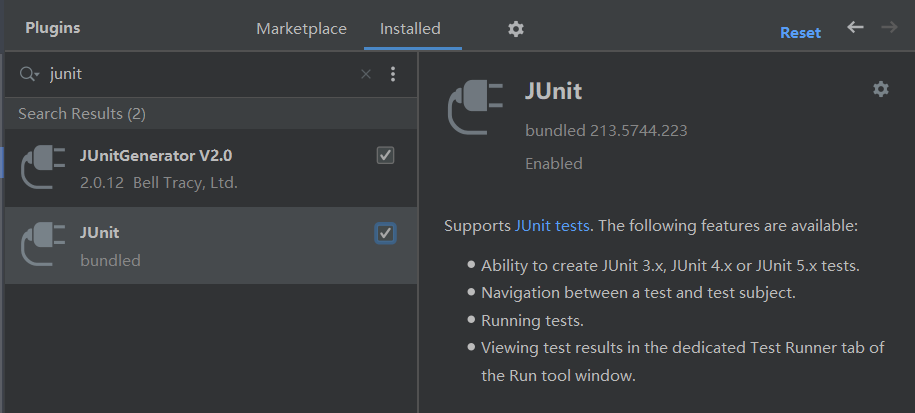 Plugins
Marketplace
Installed
Reset
junit
Search Results (2)
JUnitGenerator V2.0
2.0.12 Bell Tracy, Ltd.
JUnit
bundled
JUnit
bundled 213.5744.223
Enabled
Supports JUnit tests. The following features are available:
Ability to create JUnit 3.x, JUnit 4.x or JUnit 5.x tests.
Navigation between a test and test subject.
Running tests.
Viewing test results in the dedicated Test Runner tab of
the Run tool window.